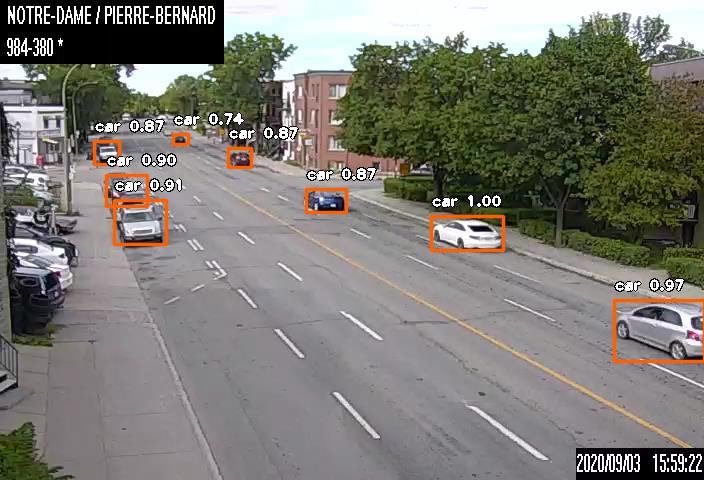 NOTRE-DAME / PIERRE-BERNARD
984-380 *
car 0.74
car 0.87
car 0.87
car 0.90
car 0.91
car 0.87
car 1.00
car 0.97
2020/09/03 15:59:22